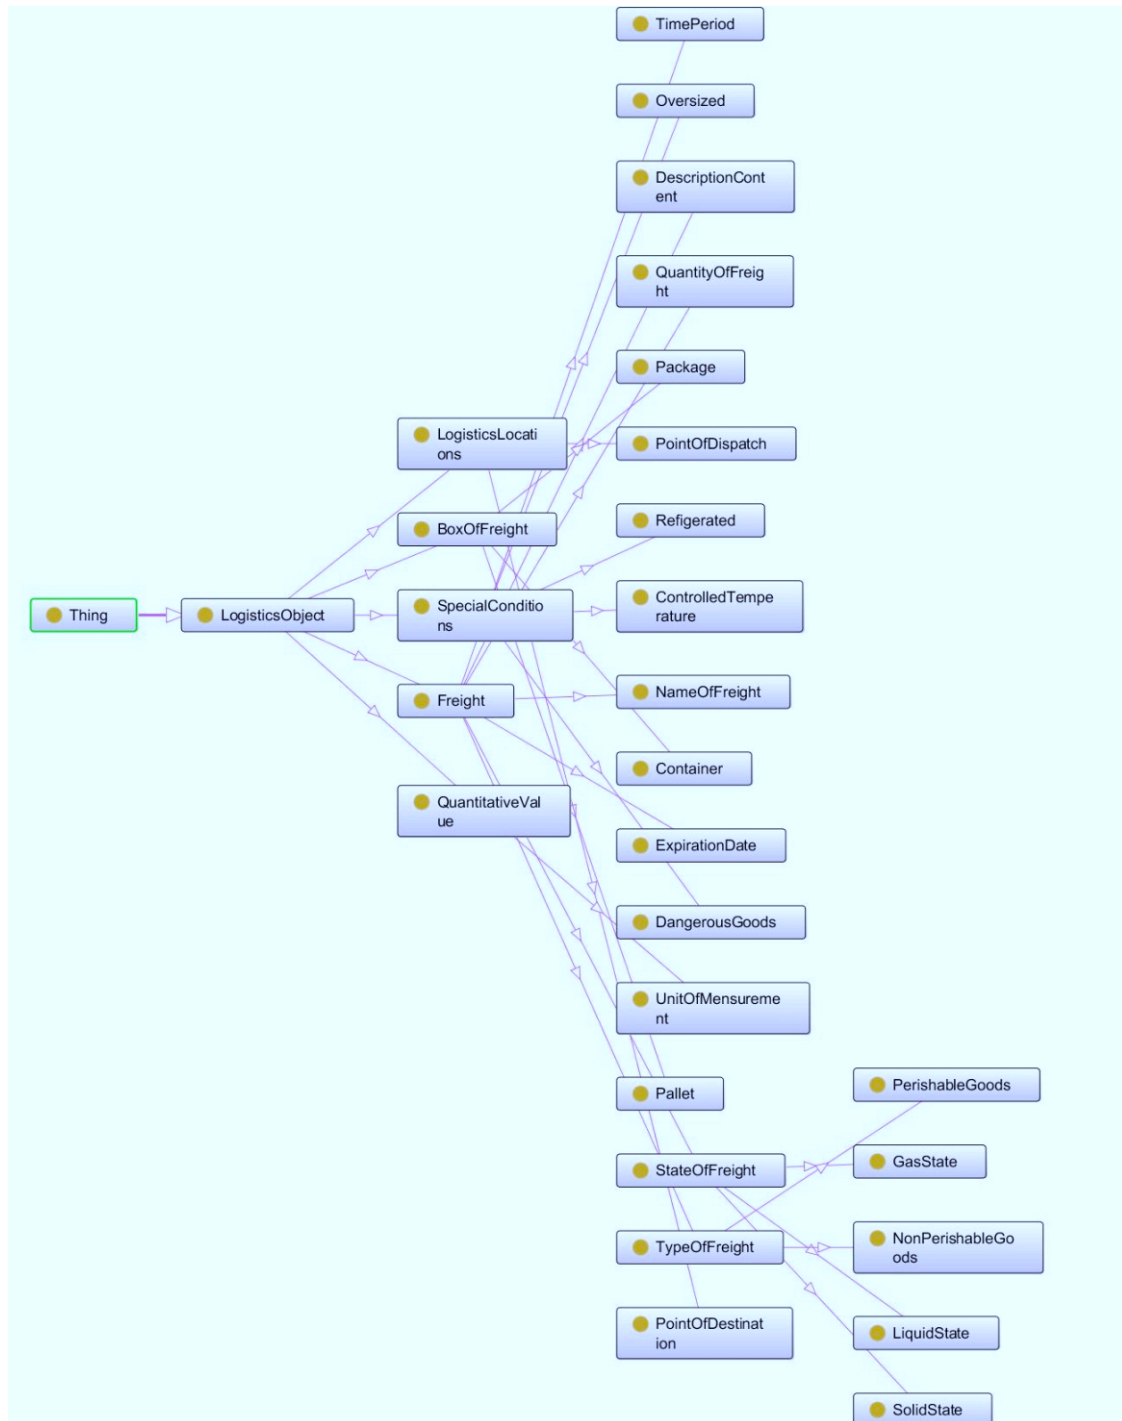 TimePeriod
Oversized
DescriptionCont
ent
QuantityOfFreig
ht
Package
LogisticsLocati
ons
PointOfDispatch
BoxOfFreight
Refigerated
Thing
LogisticsObject
SpecialConditio
ns
ControlledTempe
rature
Freight
NameOfFreight
Container
QuantitativeVal
ue
ExpirationDate
DangerousGoods
UnitOfMensureme
nt
Pallet
PerishableGoods
StateOfFreight
GasState
TypeOfFreight
NonPerishableGo
ods
PointOfDestinat
ion
LiquidState
SolidState